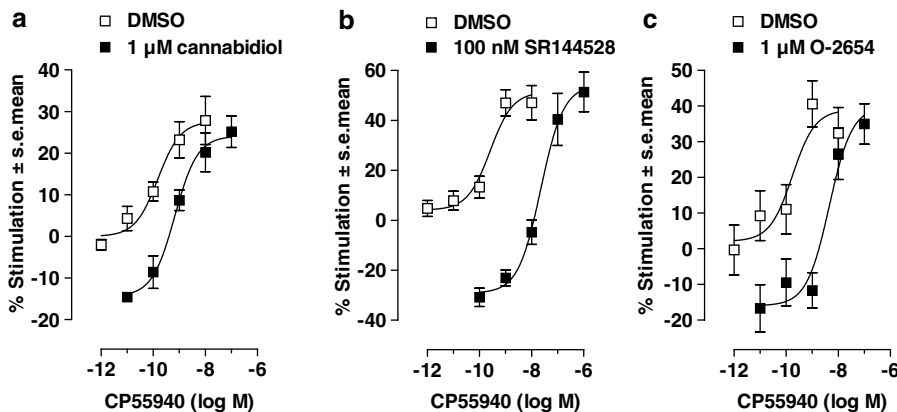 a
DMSO
1 µM cannabidiol
% Stimulation ± s.e.mean
40
30
20
10
0
-10
-20
-12 -10 -8 -6
CP55940 (log M)
b
DMSO
100 nM SR144528
% Stimulation ± s.e.mean
60
40
20
0
-20
-40
-12 -10 -8 -6
CP55940 (log M)
c
DMSO
1 µM O-2654
% Stimulation ± s.e.mean
50
40
30
20
10
0
-10
-20
-12 -10 -8 -6
CP55940 (log M)